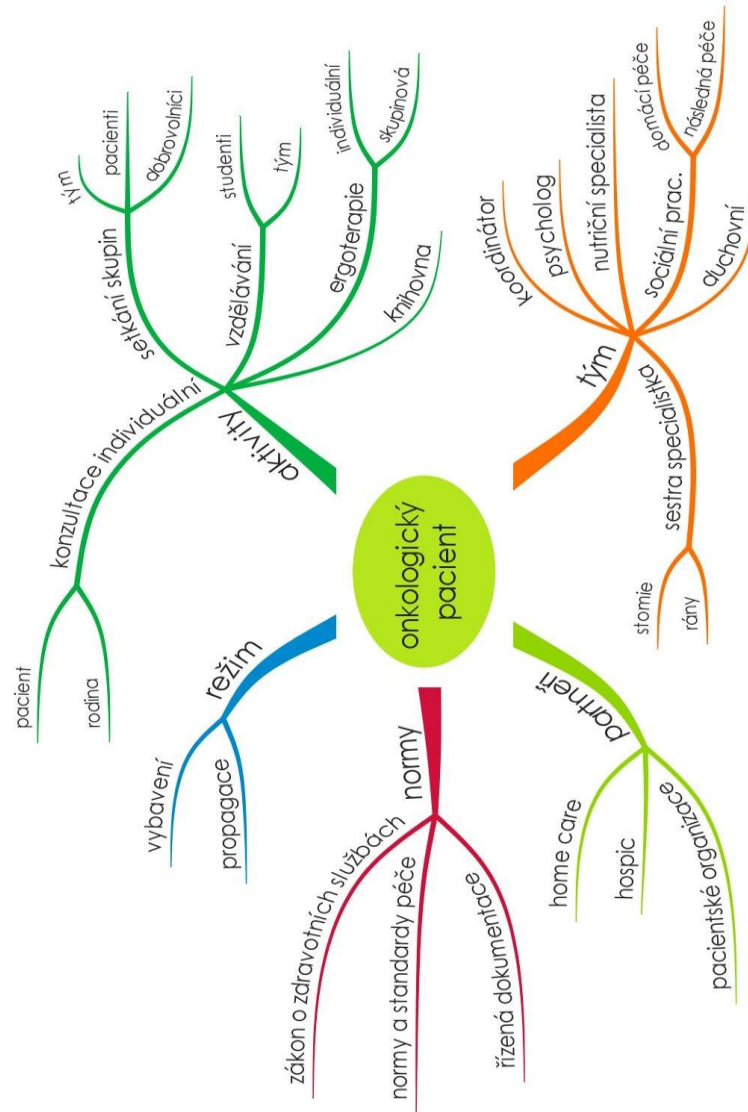 onkologický
pacient
aktivity
konzultace individuální
pacient
rodina
setkání skupin
tým
pacienti
dobrovolníci
vzdělávání
studenti
tým
ergoterapie
individuální
skupinová
knihovna
tým
koordinátor
psycholog
nutriční specialista
sociální prac.
domácí péče
následná péče
duchovní
sestra specialistka
stomie
rány
partneři
home care
hospic
pacientské organizace
normy
zákon o zdravotních službách
normy a standardy péče
řízená dokumentace
režim
vybavení
propagace